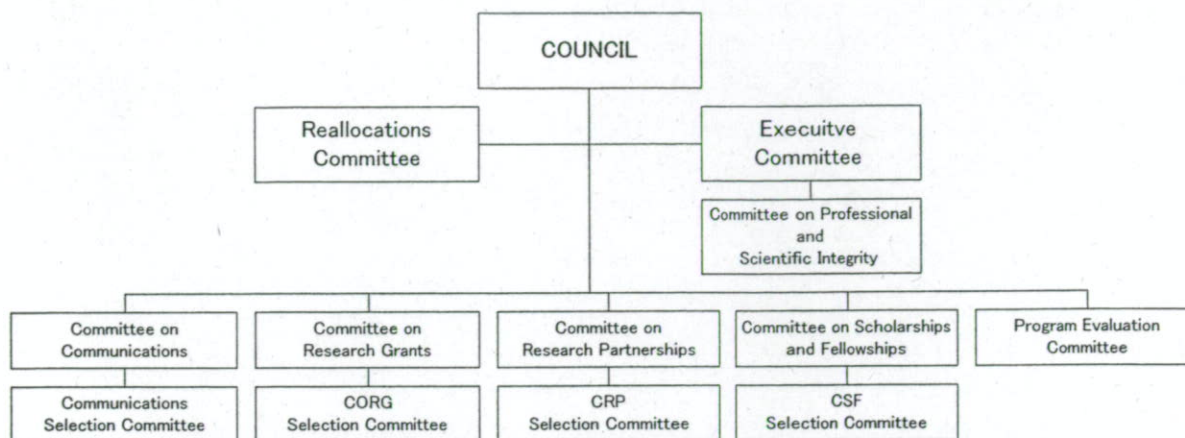 COUNCIL
Reallocations
Committee
Execuitve
Committee
Committee on Professional
and
Scientific Integrity
Committee on
Communications
Committee on
Research Grants
Committee on
Research Partnerships
Committee on Scholarships
and Fellowships
Program Evaluation
Committee
Communications
Selection Committee
CORG
Selection Committee
CRP
Selection Committee
CSF
Selection Committee